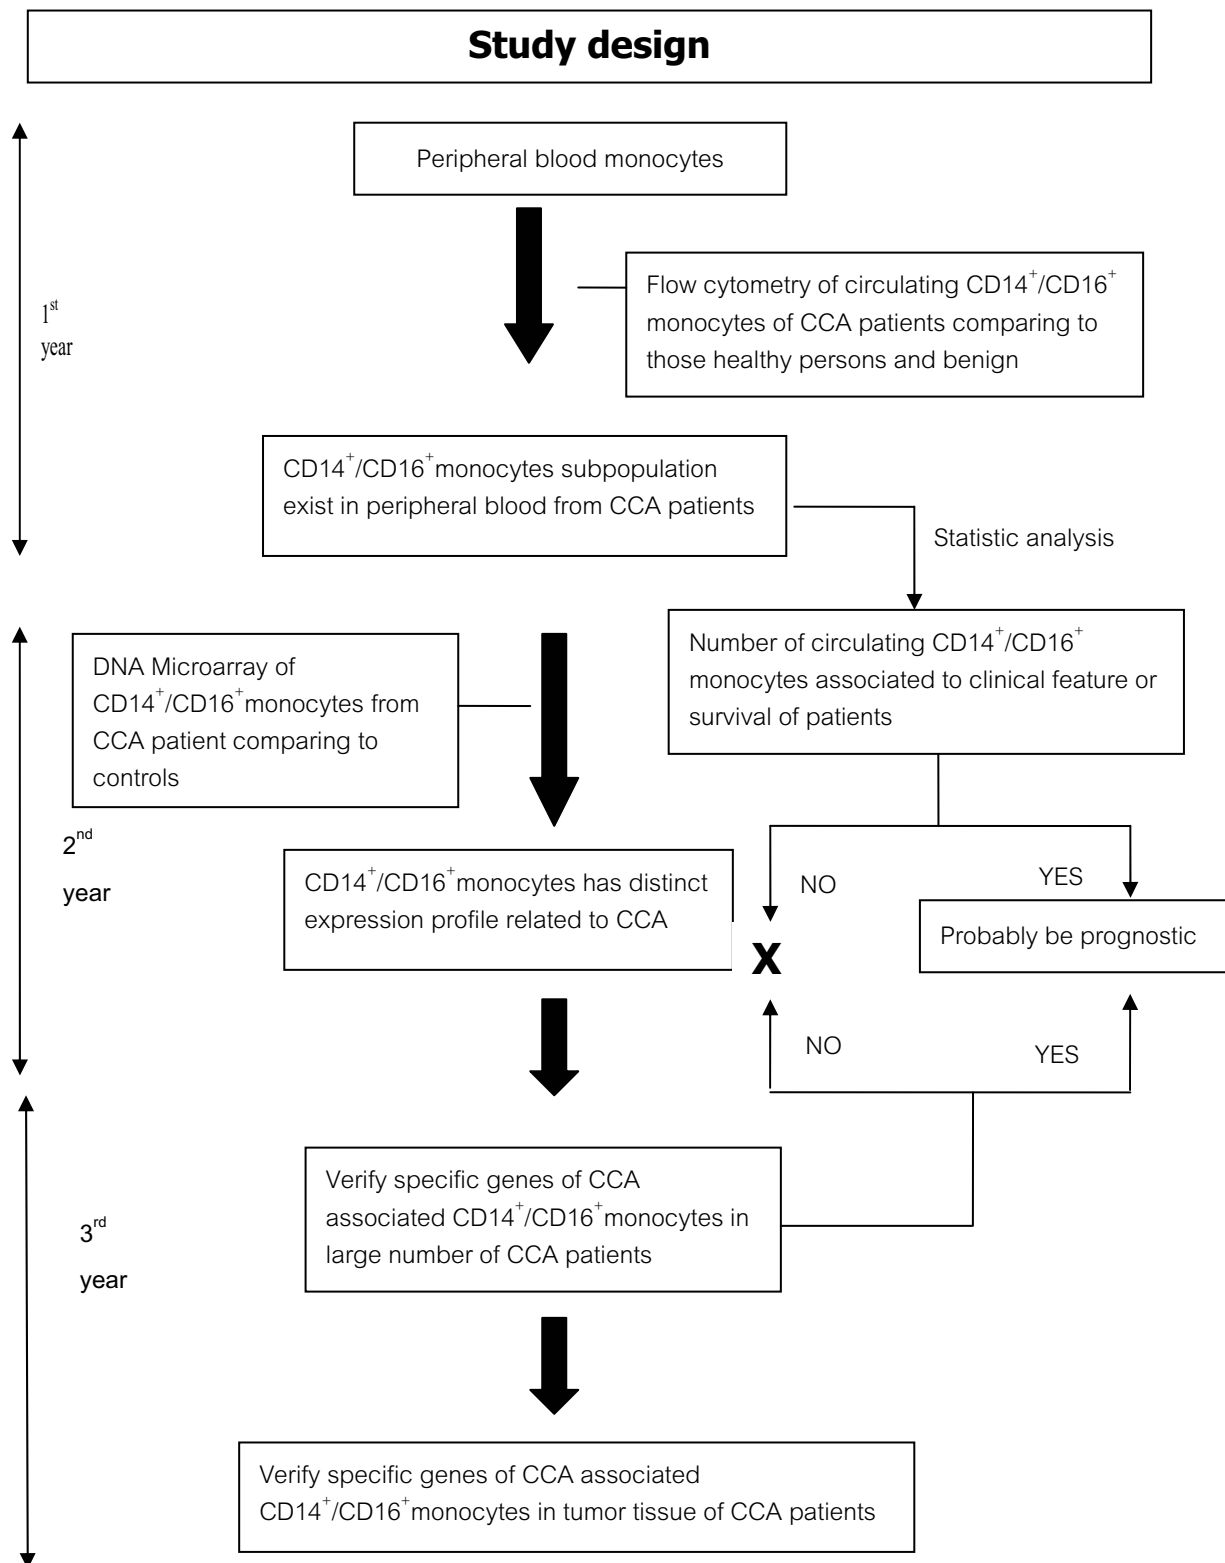 Study design
Peripheral blood monocytes
1st
year
Flow cytometry of circulating CD14+/CD16+
monocytes of CCA patients comparing to
those healthy persons and benign
CD14+/CD16+monocytes subpopulation
exist in peripheral blood from CCA patients
Statistic analysis
Number of circulating CD14+/CD16+
monocytes associated to clinical feature or
survival of patients
DNA Microarray of
CD14+/CD16+monocytes from
CCA patient comparing to
controls
2nd
year
CD14+/CD16+monocytes has distinct
expression profile related to CCA
NO
YES
X
Probably be prognostic
NO
YES
Verify specific genes of CCA
associated CD14+/CD16+monocytes in
large number of CCA patients
3rd
year
Verify specific genes of CCA associated
CD14+/CD16+monocytes in tumor tissue of CCA patients